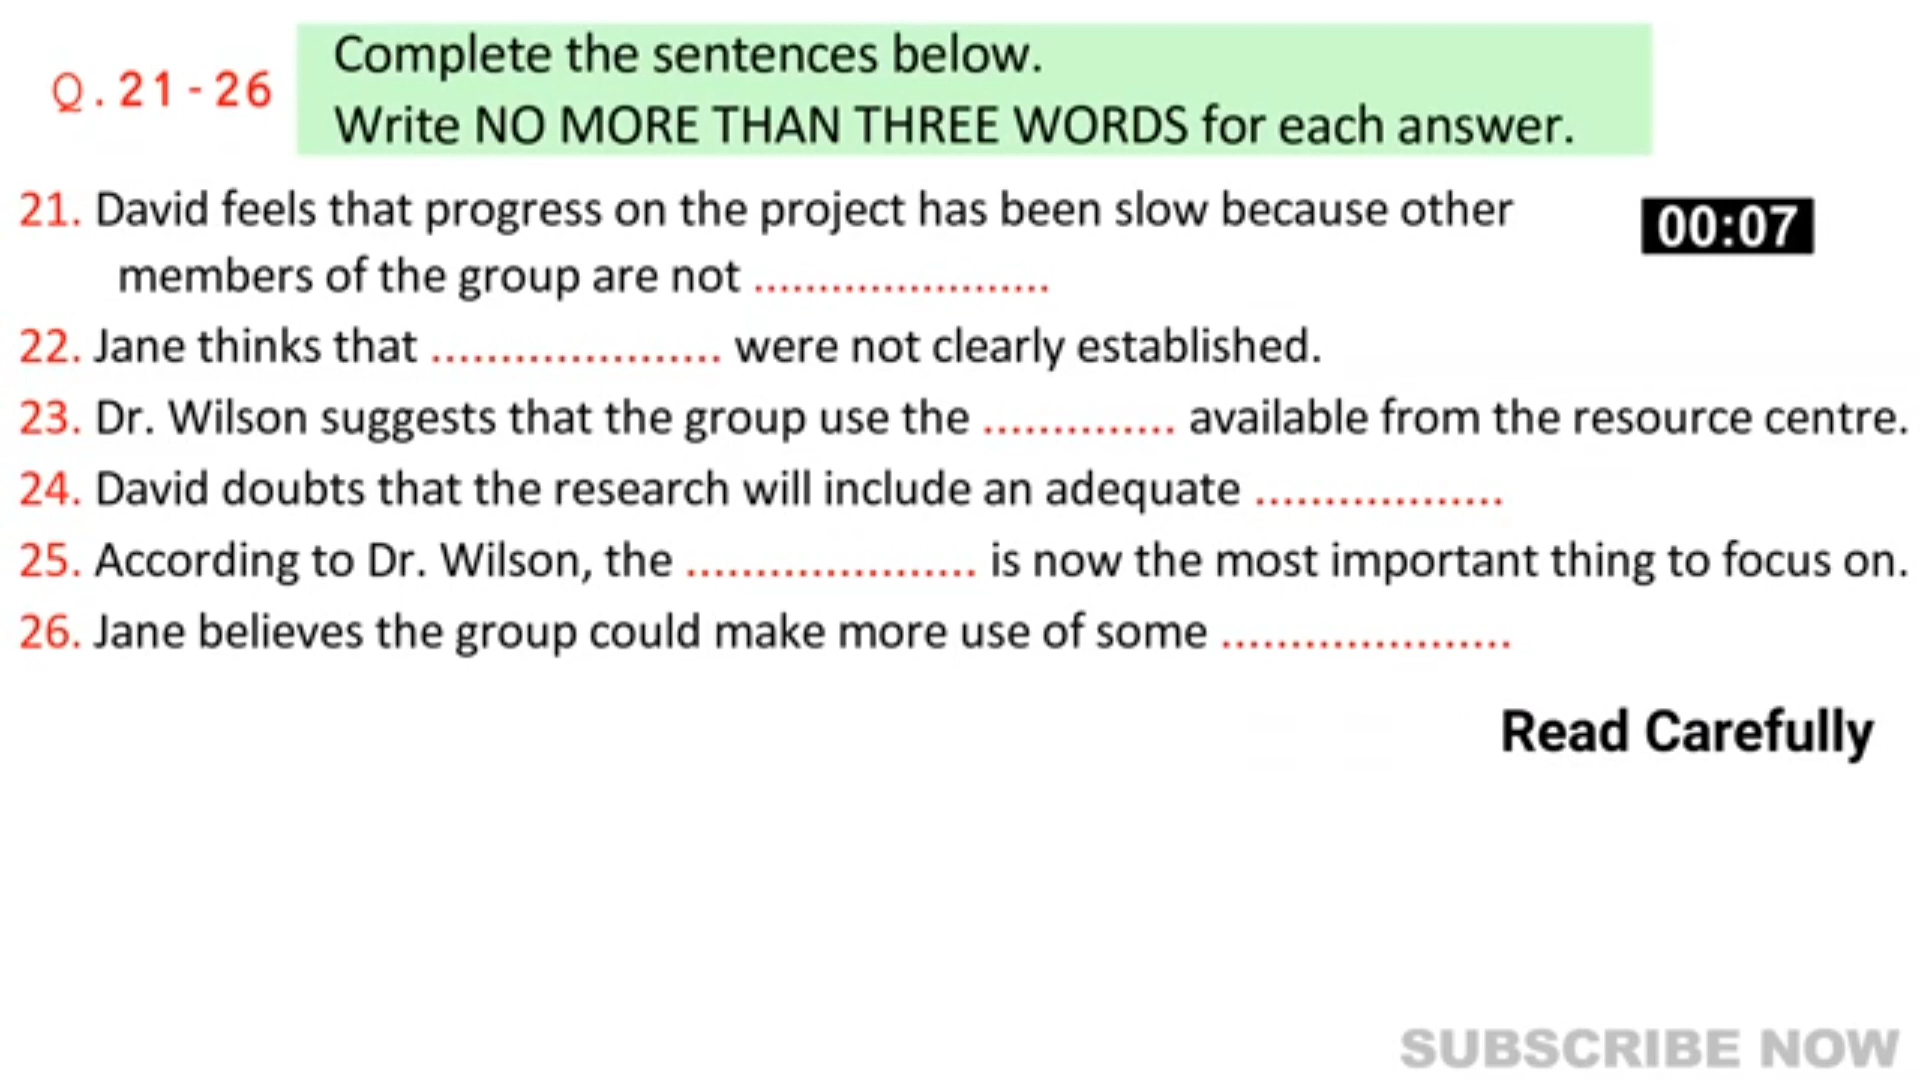 Q.21-26
Complete the sentences below.
Write NO MORE THAN THREE WORDS for each answer.
21. David feels that progress on the project has been slow because other
00:07
members of the group are not .......................
22. Jane thinks that ..................... were not clearly established.
23. Dr. Wilson suggests that the group use the .............. available from the resource centre.
24. David doubts that the research will include an adequate ..................
25. According to Dr. Wilson, the ..................... is now the most important thing to focus on.
26. Jane believes the group could make more use of some .....................
Read Carefully
SUBSCRIBE NOW